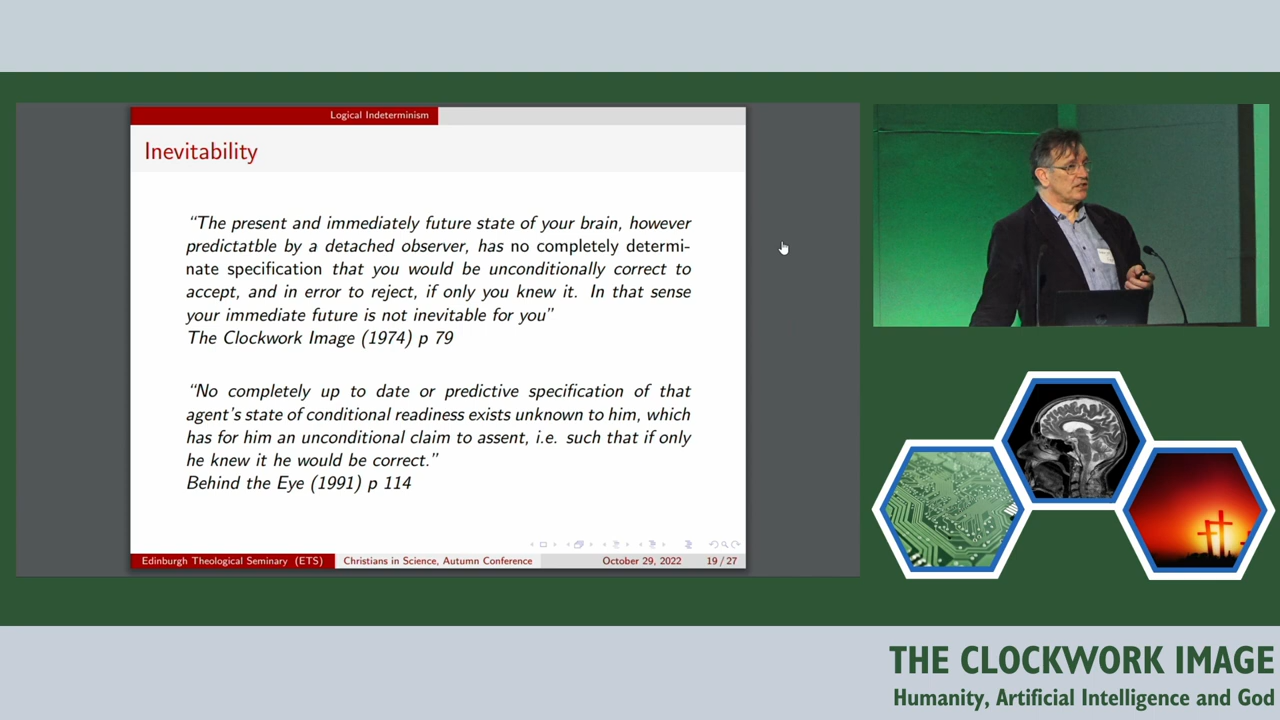 Logical Indeterminism
Inevitability
“The present and immediately future state of your brain, however
predictatble by a detached observer, has no completely determi-
nate specification that you would be unconditionally correct to
accept, and in error to reject, if only you knew it. In that sense
your immediate future is not inevitable for you”
The Clockwork Image (1974) p 79
“No completely up to date or predictive specification of that
agent’s state of conditional readiness exists unknown to him, which
has for him an unconditional claim to assent, i.e. such that if only
he knew it he would be correct.”
Behind the Eye (1991) p 114
Edinburgh Theological Seminary (ETS) Christians in Science, Autumn Conference October 29, 2022 19 / 27
THE CLOCKWORK IMAGE
Humanity, Artificial Intelligence and God